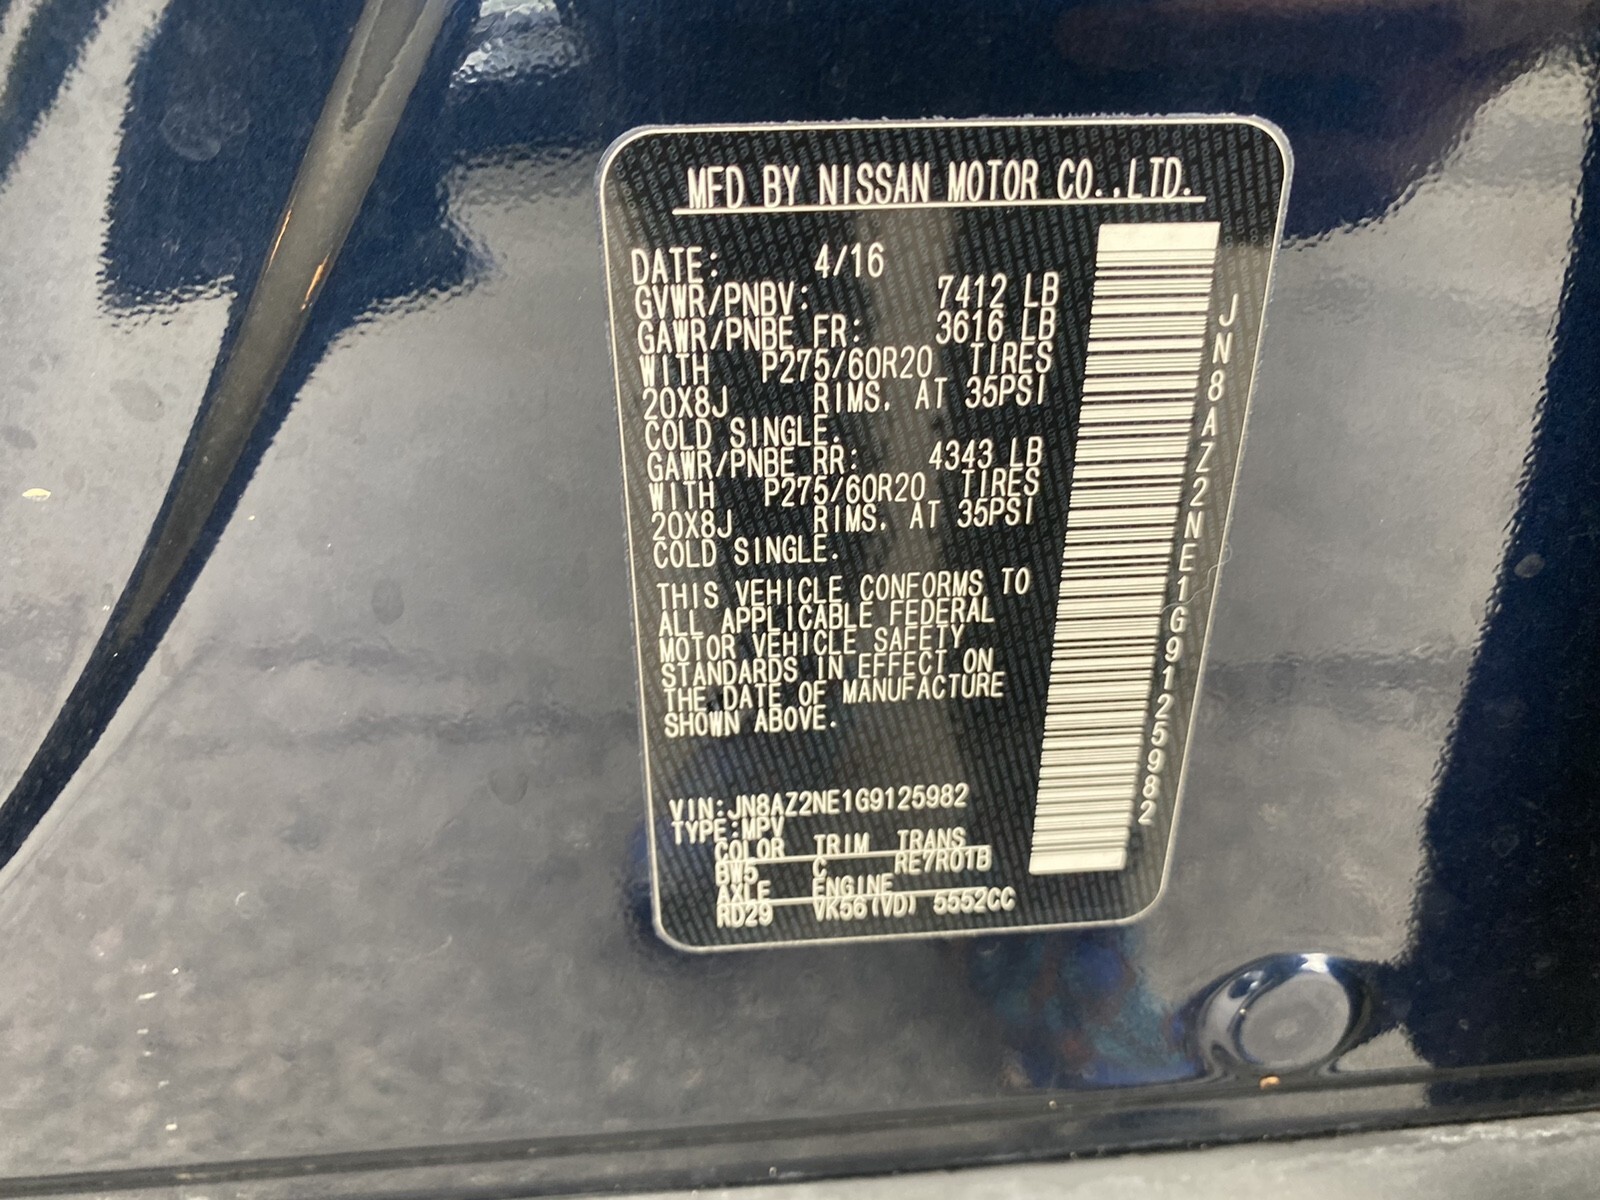 MFD BY NISSAN MOTOR CO.,LTD.
DATE: 4/16
GVWR/PNBV: 7412 LB
GAWR/PNBE FR: 3616 LB
WITH P275/60R20 TIRES
20X8J RIMS. AT 35PSI
COLD SINGLE.
GAWR/PNBE RR: 4343 LB
WITH P275/60R20 TIRES
20X8J RIMS. AT 35PSI
COLD SINGLE.
THIS VEHICLE CONFORMS TO
ALL APPLICABLE FEDERAL
MOTOR VEHICLE SAFETY
STANDARDS IN EFFECT ON
THE DATE OF MANUFACTURE
SHOWN ABOVE.
VIN:JN8AZ2NE1G9125982
TYPE:MPV
COLOR TRIM TRANS
BW5 C RE7R01B
AXLE ENGINE
RD29 VK56(VD) 5552CC
JN8AZ2NE1G9125982